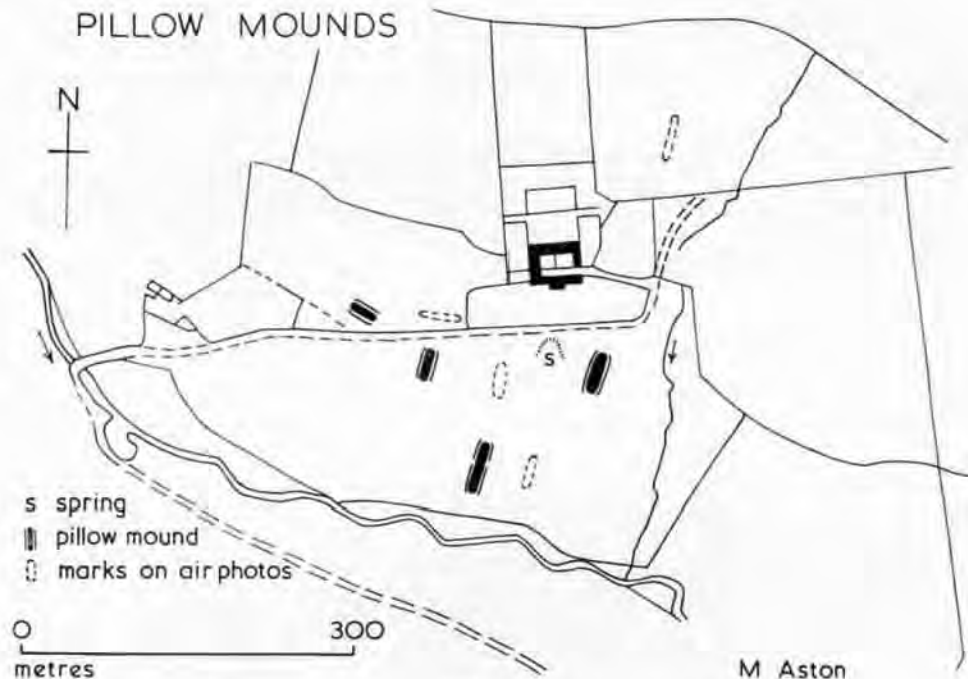 PILLOW MOUNDS
N
s
s spring
pillow mound
marks on air photos
0 300
metres
M Aston